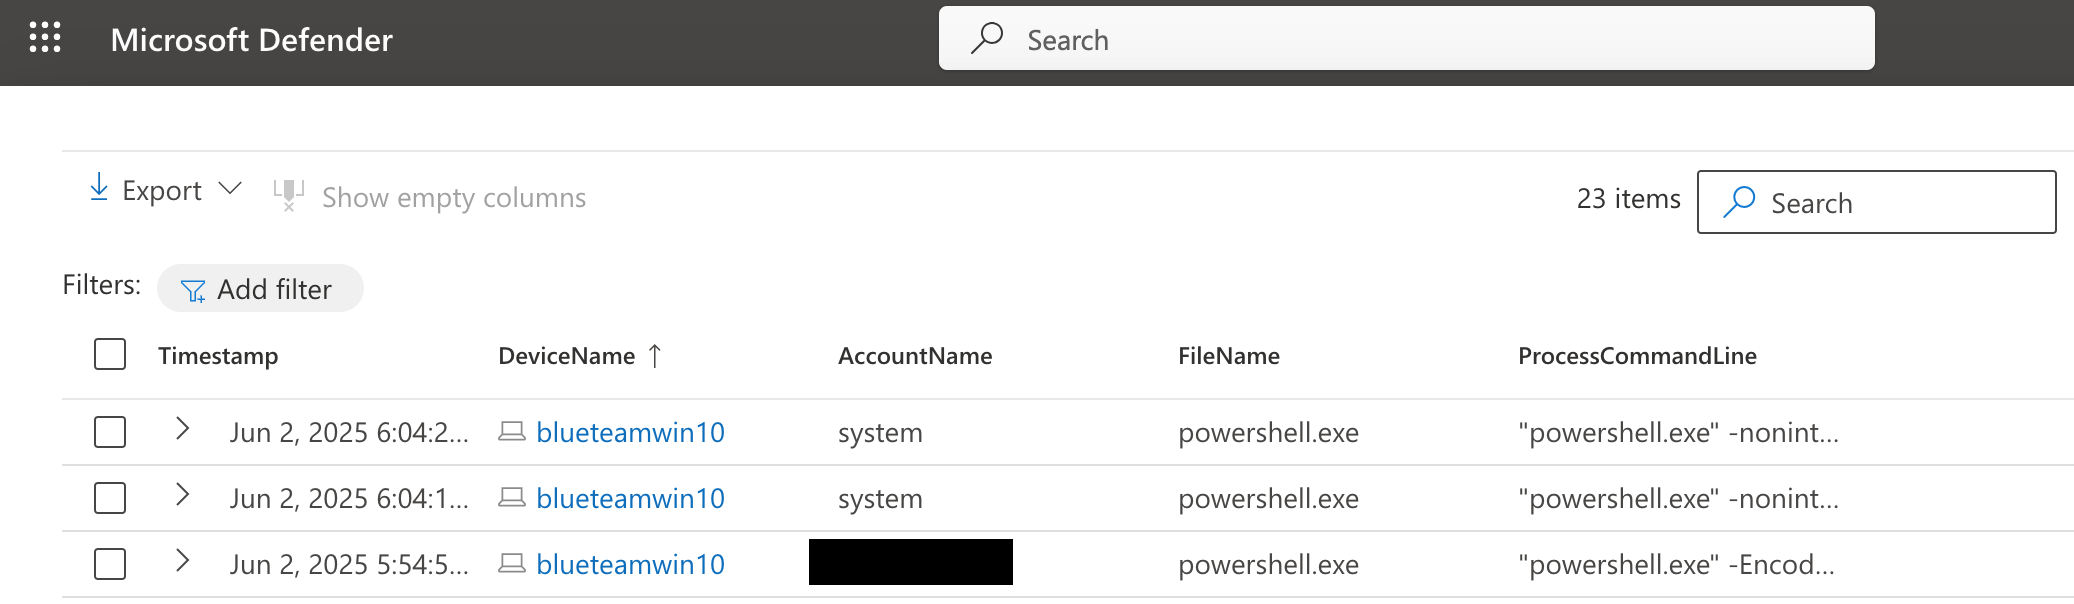 Microsoft Defender
Search
Export
Show empty columns
23 items
Search
Filters:
Add filter
Timestamp DeviceName ↑ AccountName FileName ProcessCommandLine
Jun 2, 2025 6:04:2... blueteamwin10 system powershell.exe "powershell.exe" -nonint...
Jun 2, 2025 6:04:1... blueteamwin10 system powershell.exe "powershell.exe" -nonint...
Jun 2, 2025 5:54:5... blueteamwin10 powershell.exe "powershell.exe" -Encod...